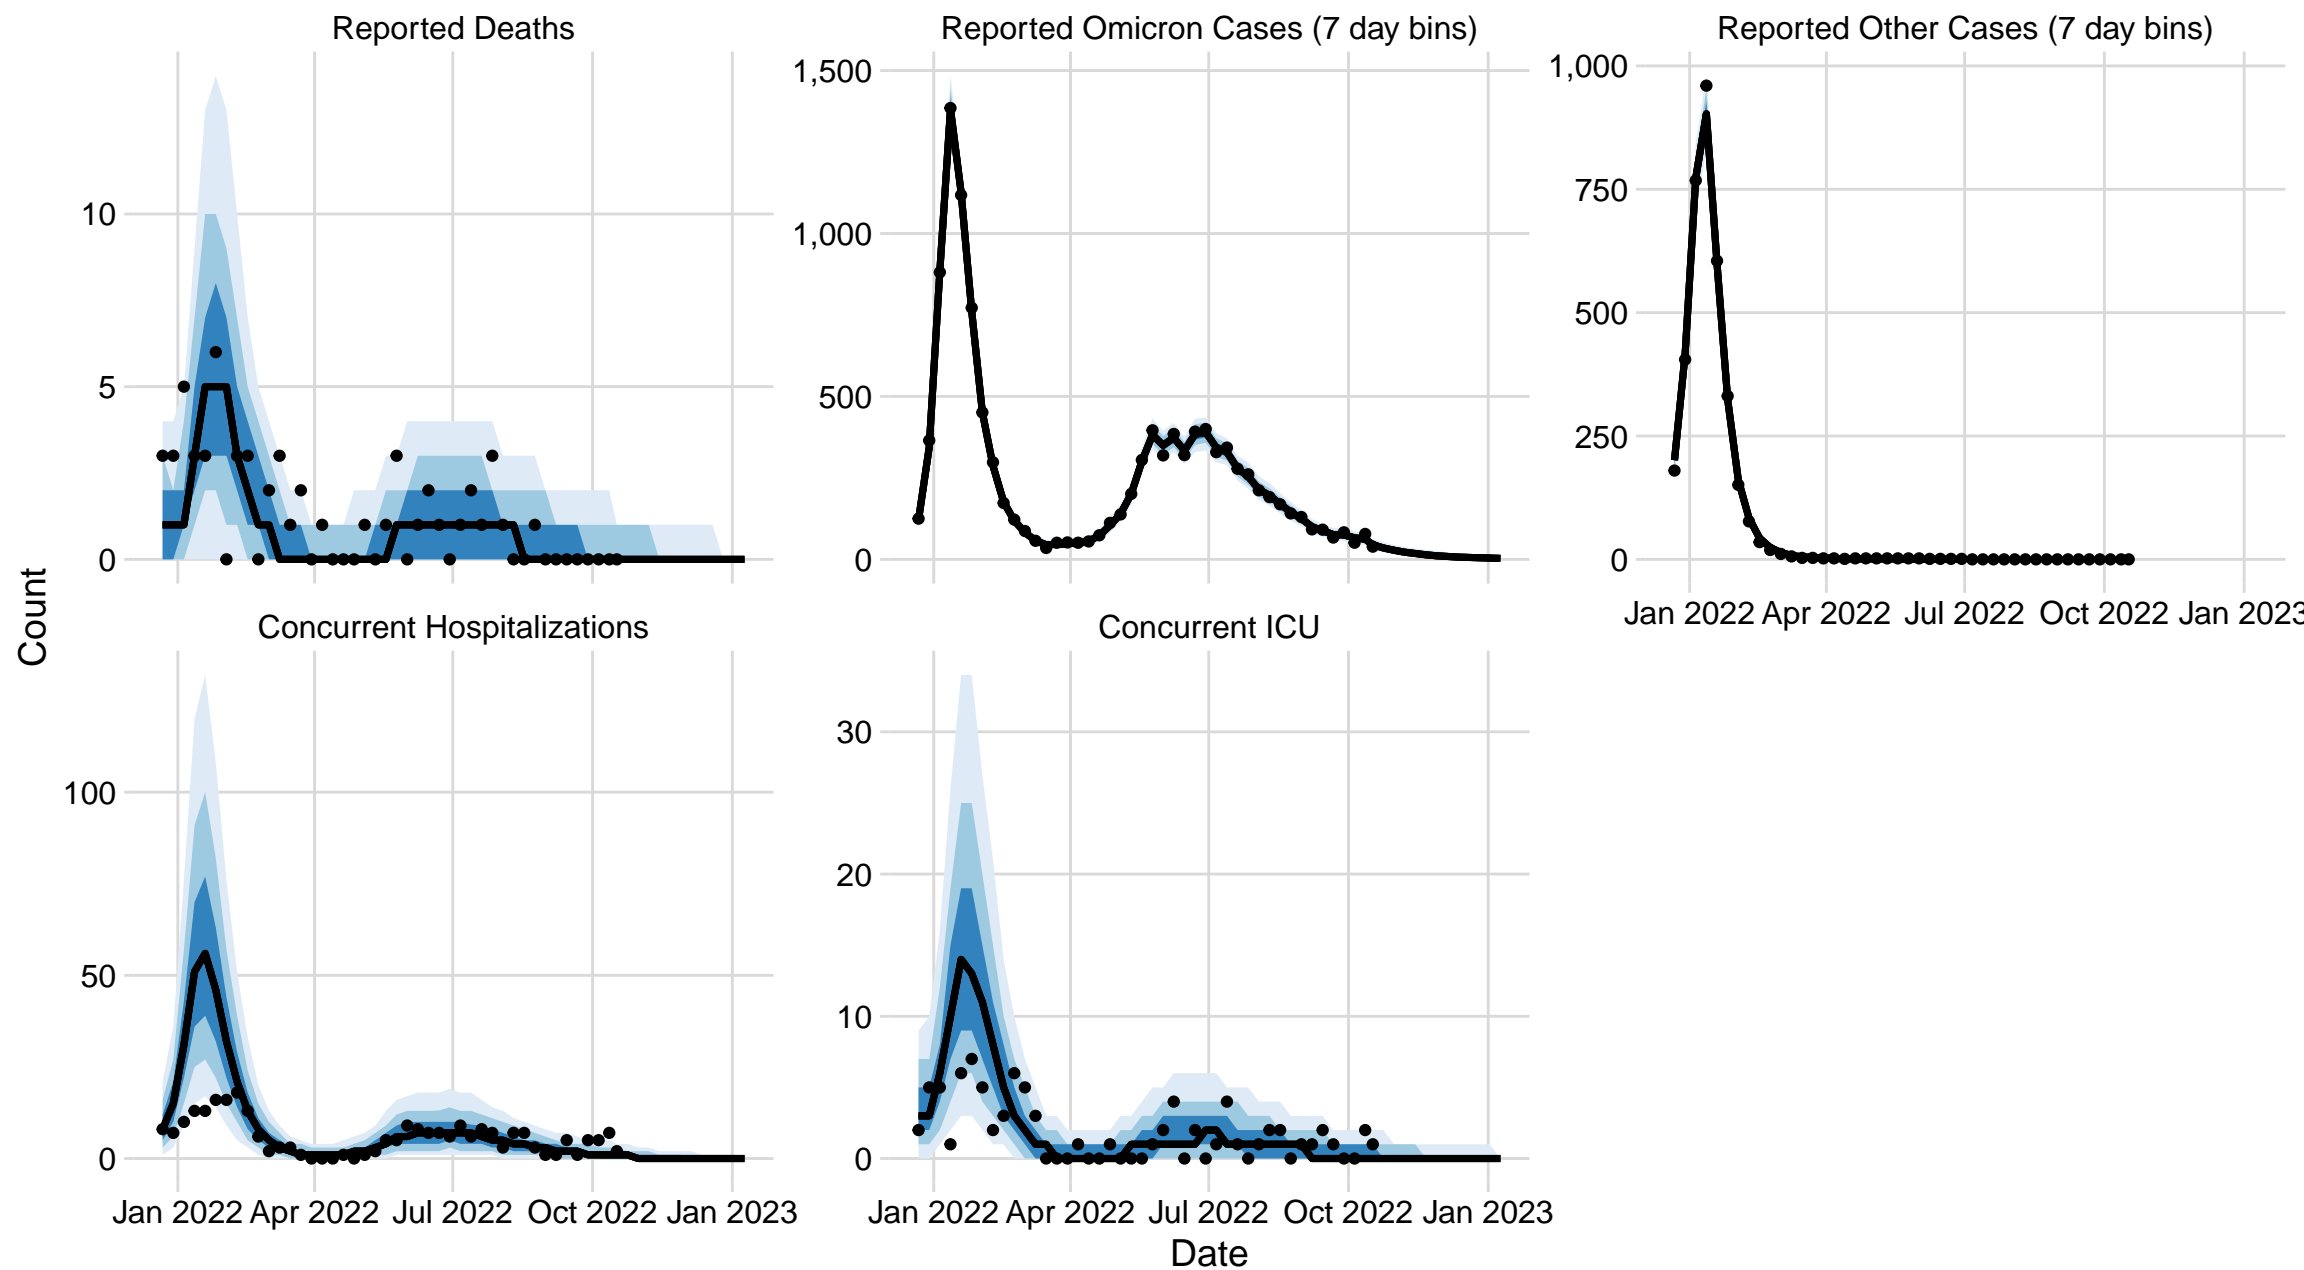 Reported Deaths
Reported Omicron Cases (7 day bins)
Reported Other Cases (7 day bins)
10
5
0
1,500
1,000
500
0
1,000
750
500
250
0
Jan 2022 Apr 2022 Jul 2022 Oct 2022 Jan 2023
Count
Concurrent Hospitalizations
Concurrent ICU
100
50
0
30
20
10
0
Jan 2022 Apr 2022 Jul 2022 Oct 2022 Jan 2023
Jan 2022 Apr 2022 Jul 2022 Oct 2022 Jan 2023
Date